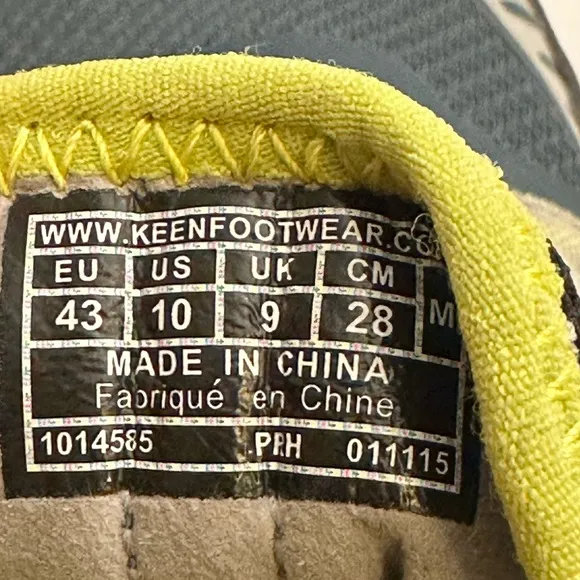 WWW.KEENFOOTWEAR.CO
EU US UK CM
43 10 9 28 M
MADE IN CHINA
Fabriqué en Chine
1014585 PRH 011115